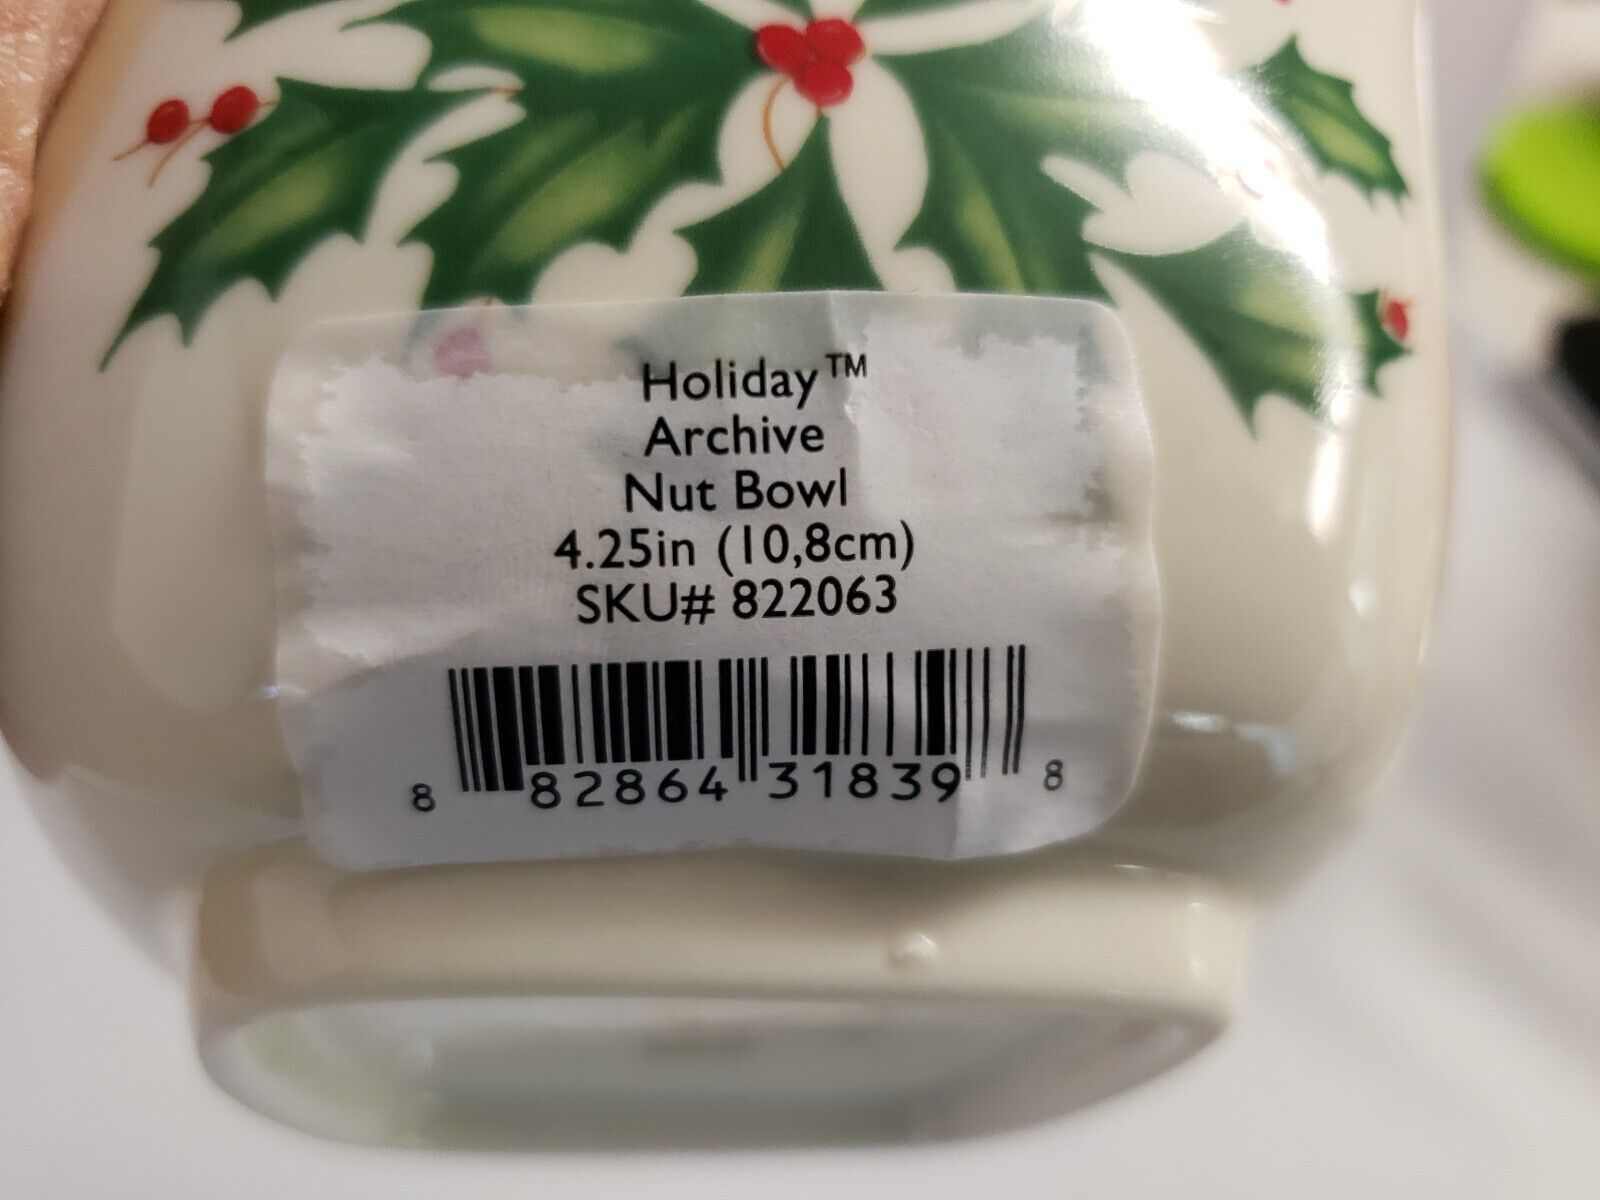 Holiday™
Archive
Nut Bowl
4.25in (10,8cm)
SKU# 822063
8 82864 31839 8